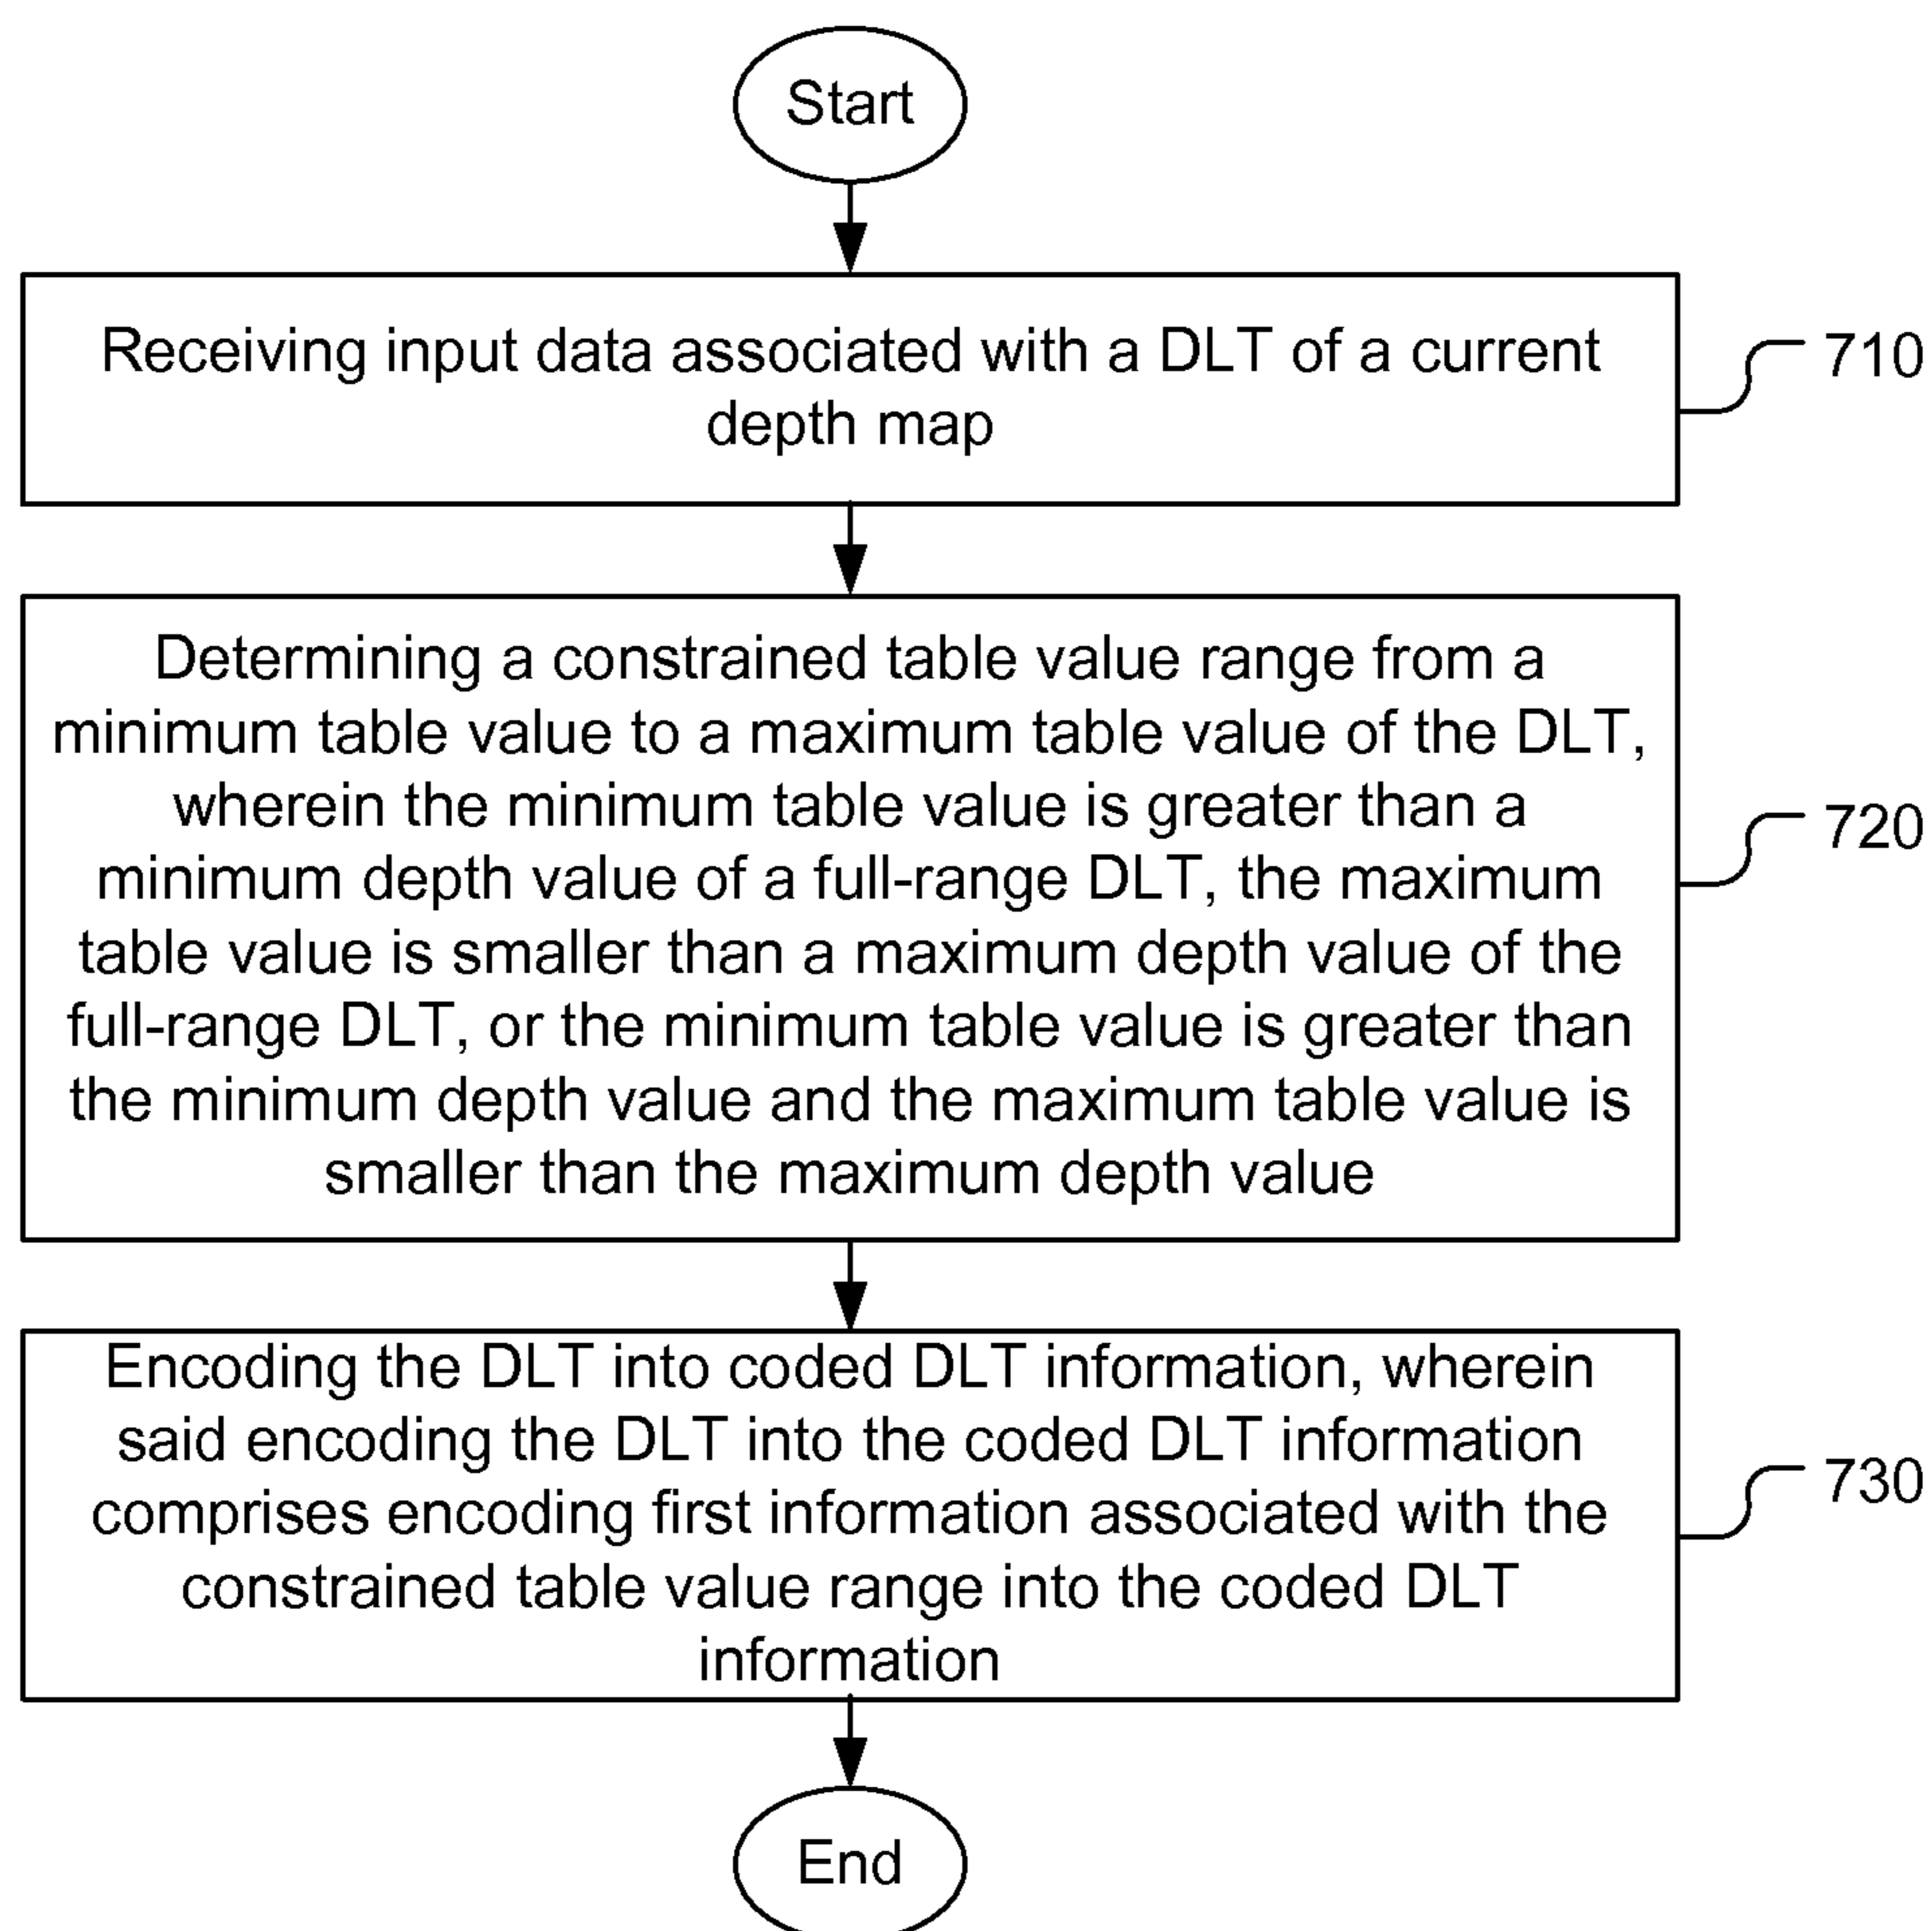 Start
Receiving input data associated with a DLT of a current
depth map
710
Determining a constrained table value range from a
minimum table value to a maximum table value of the DLT,
wherein the minimum table value is greater than a
minimum depth value of a full-range DLT, the maximum
table value is smaller than a maximum depth value of the
full-range DLT, or the minimum table value is greater than
the minimum depth value and the maximum table value is
smaller than the maximum depth value
720
Encoding the DLT into coded DLT information, wherein
said encoding the DLT into the coded DLT information
comprises encoding first information associated with the
constrained table value range into the coded DLT
information
730
End